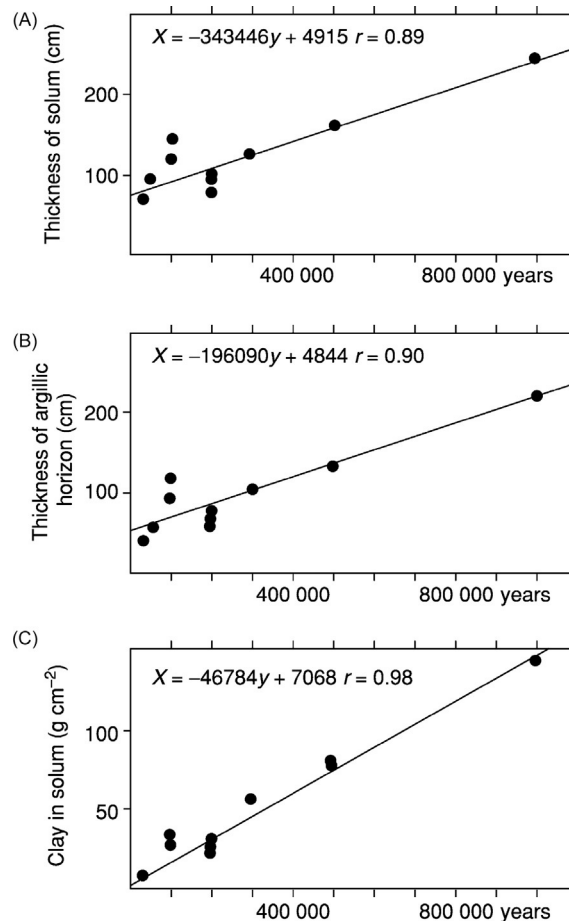 (A)
X = −343446y + 4915 r = 0.89
Thickness of solum (cm)
200
100
400 000
800 000 years
(B)
X = −196090y + 4844 r = 0.90
Thickness of argillic
horizon (cm)
200
100
400 000
800 000 years
(C)
X = −46784y + 7068 r = 0.98
Clay in solum (g cm⁻²)
100
50
400 000
800 000 years